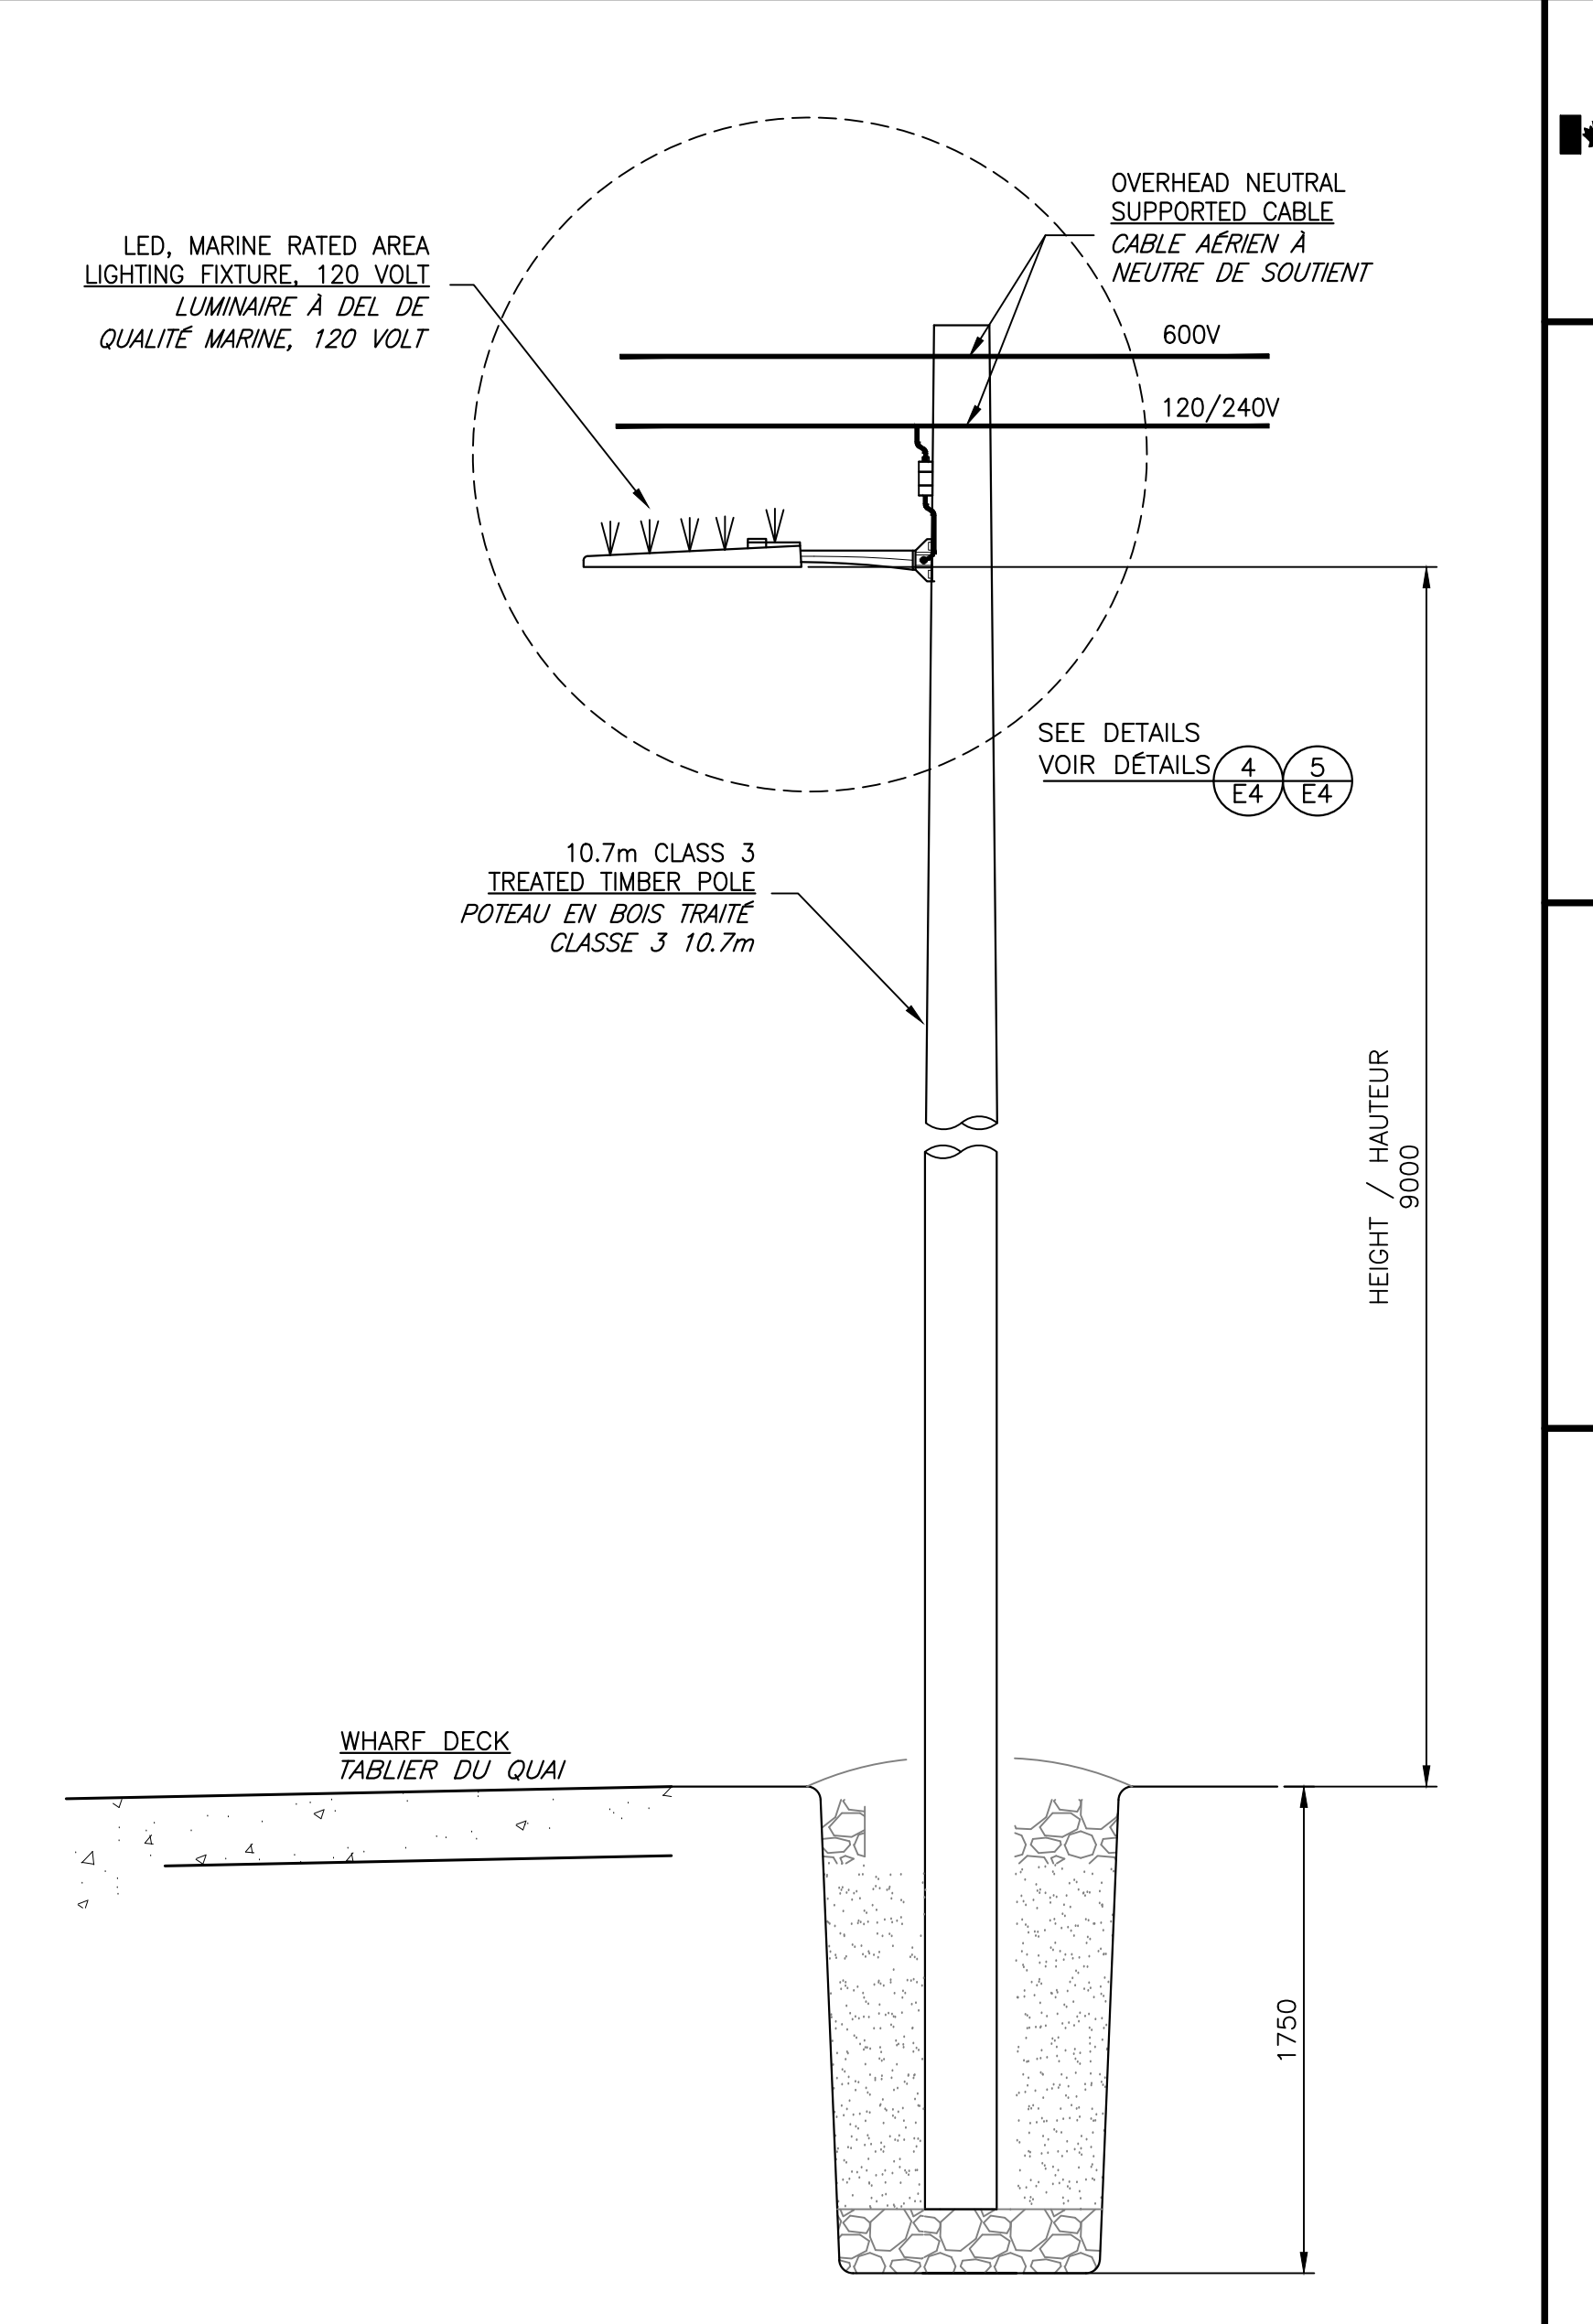 OVERHEAD NEUTRAL
SUPPORTED CABLE
CABLE AÉRIEN À
NEUTRE DE SOUTIENT
LED, MARINE RATED AREA
LIGHTING FIXTURE, 120 VOLT
LUMINAIRE À DEL DE
QUALITÉ MARINE, 120 VOLT
600V
120/240V
SEE DETAILS
VOIR DÉTAILS
4
E4
5
E4
10.7m CLASS 3
TREATED TIMBER POLE
POTEAU EN BOIS TRAITÉ
CLASSE 3 10.7m
HEIGHT / HAUTEUR
9000
WHARF DECK
TABLIER DU QUAI
1750